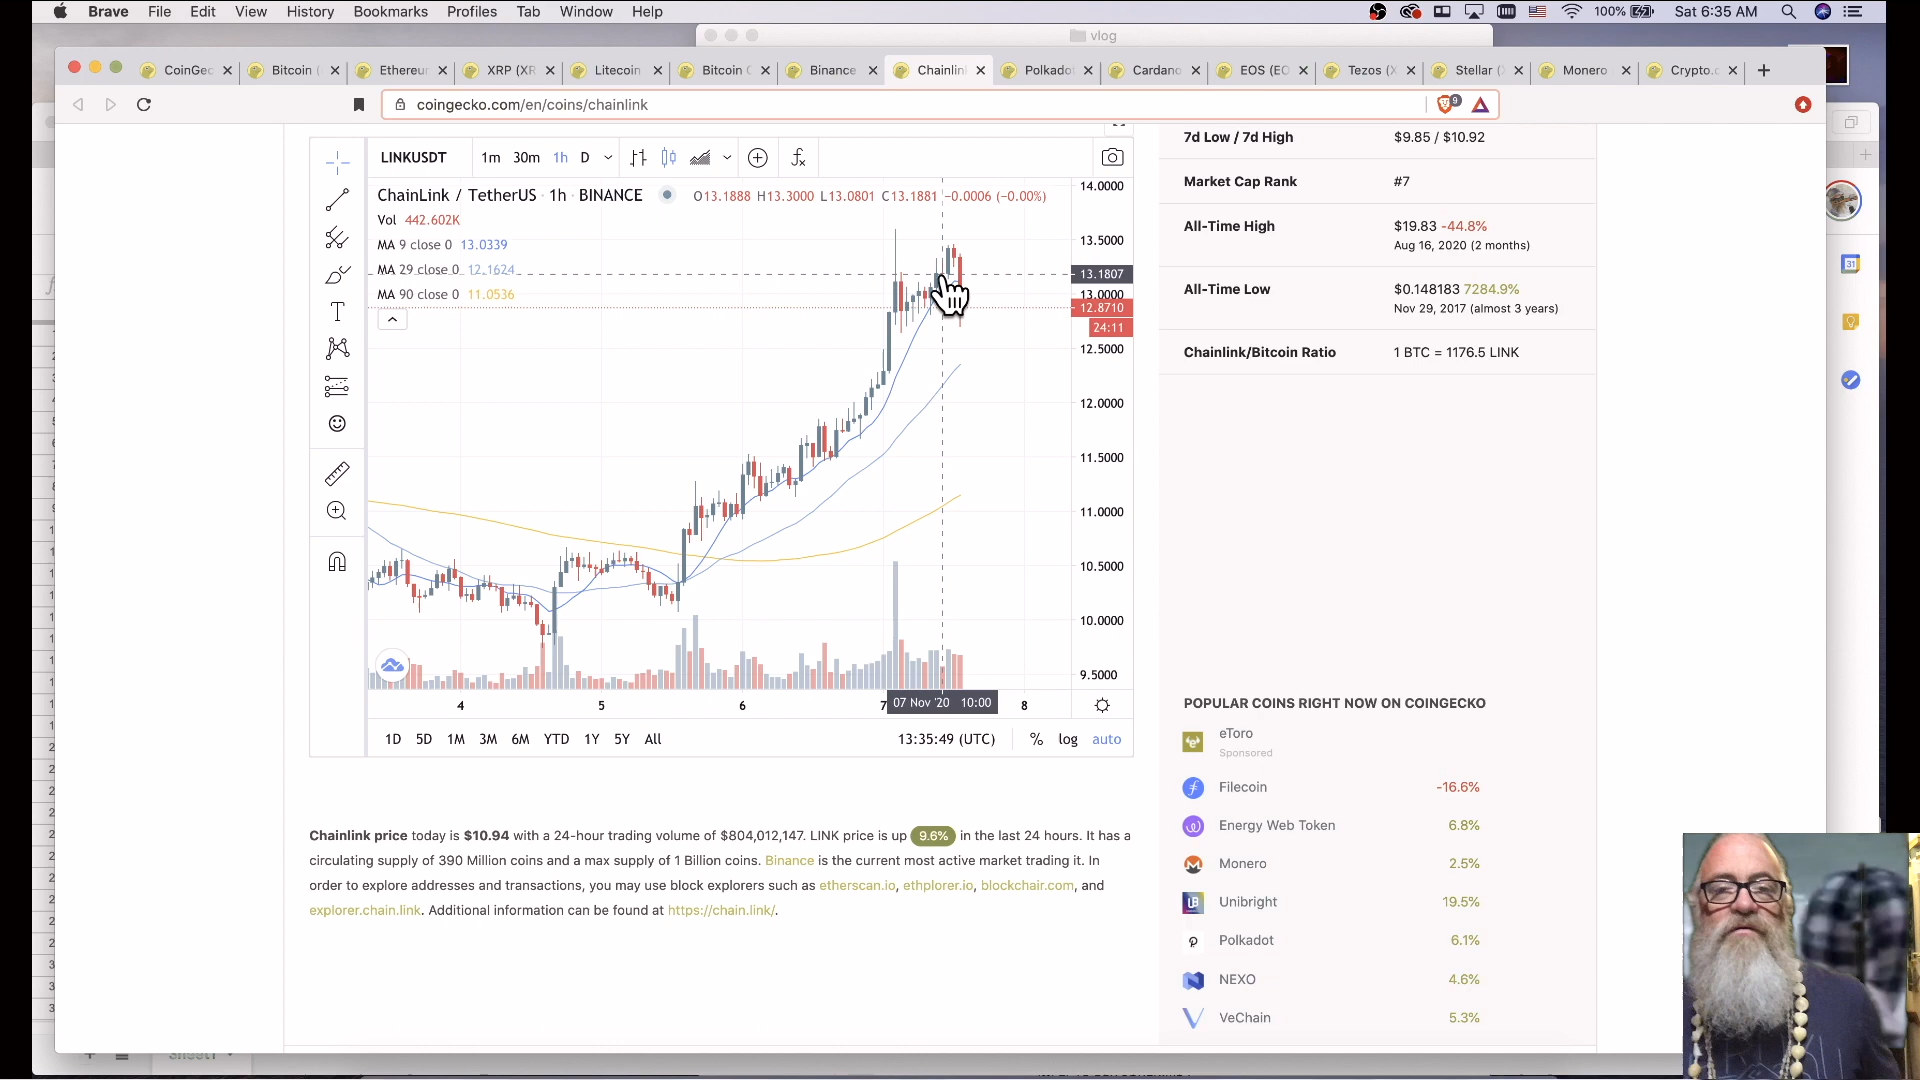 Brave File Edit View History Bookmarks Profiles Tab Window Help
100% Sat 6:35 AM
vlog
CoinGec Bitcoin ( Ethereur XRP (XR Litecoin Bitcoin C Binance Chainlin Polkado Cardano EOS (EO Tezos (X Stellar ( Monero Crypto.c
coingecko.com/en/coins/chainlink
9
31
LINKUSDT 1m 30m 1h D
ChainLink / TetherUS · 1h · BINANCE O13.1888 H13.3000 L13.0801 C13.1881 −0.0006 (−0.00%)
Vol 442.602K
MA 9 close 0 13.0339
MA 29 close 0 12.1624
MA 90 close 0 11.0536
14.0000
13.5000
13.1807
13.0000
12.8710
24:11
12.5000
12.0000
11.5000
11.0000
10.5000
10.0000
9.5000
4 5 6 7 07 Nov '20 10:00 8
1D 5D 1M 3M 6M YTD 1Y 5Y All 13:35:49 (UTC) % log auto
7d Low / 7d High $9.85 / $10.92
Market Cap Rank #7
All-Time High $19.83 -44.8%
Aug 16, 2020 (2 months)
All-Time Low $0.148183 7284.9%
Nov 29, 2017 (almost 3 years)
Chainlink/Bitcoin Ratio 1 BTC = 1176.5 LINK
POPULAR COINS RIGHT NOW ON COINGECKO
eToro
Sponsored
Filecoin -16.6%
Energy Web Token 6.8%
Monero 2.5%
Unibright 19.5%
Polkadot 6.1%
NEXO 4.6%
VeChain 5.3%
Chainlink price today is $10.94 with a 24-hour trading volume of $804,012,147. LINK price is up 9.6% in the last 24 hours. It has a
circulating supply of 390 Million coins and a max supply of 1 Billion coins. Binance is the current most active market trading it. In
order to explore addresses and transactions, you may use block explorers such as etherscan.io, ethplorer.io, blockchair.com, and
explorer.chain.link. Additional information can be found at https://chain.link/.
Sheet1